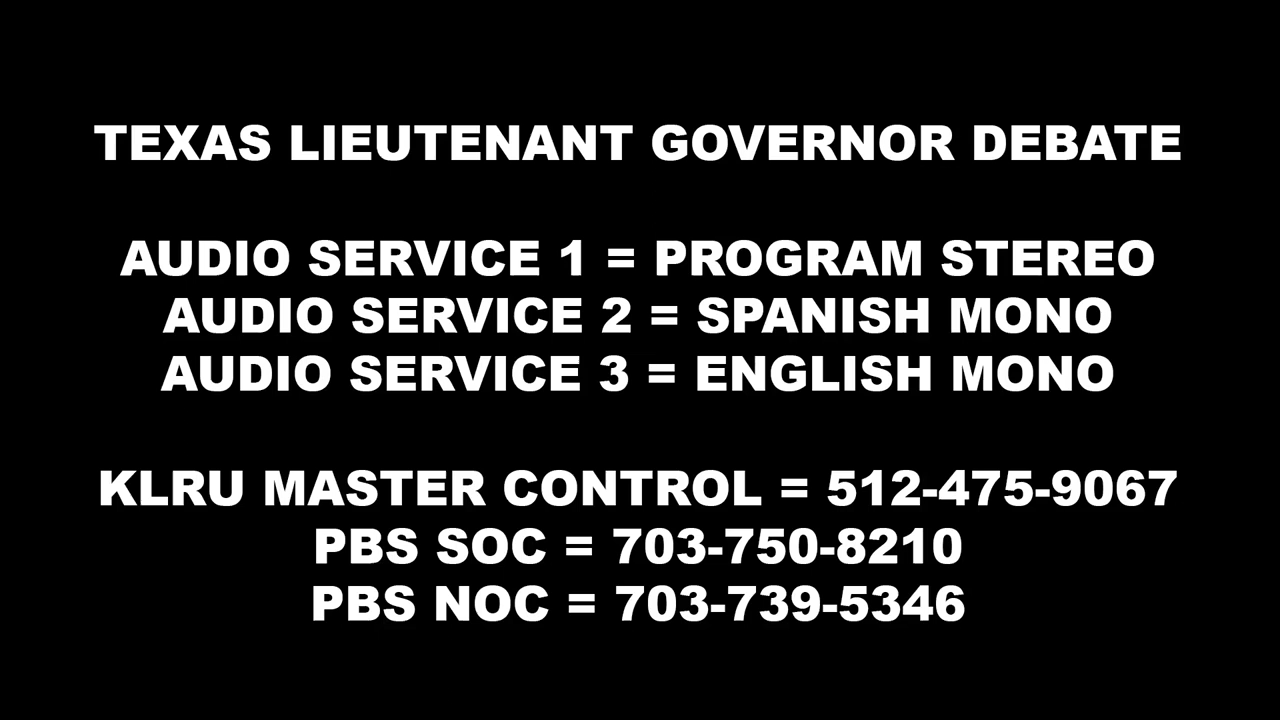 TEXAS LIEUTENANT GOVERNOR DEBATE
AUDIO SERVICE 1 = PROGRAM STEREO
AUDIO SERVICE 2 = SPANISH MONO
AUDIO SERVICE 3 = ENGLISH MONO
KLRU MASTER CONTROL = 512-475-9067
PBS SOC = 703-750-8210
PBS NOC = 703-739-5346